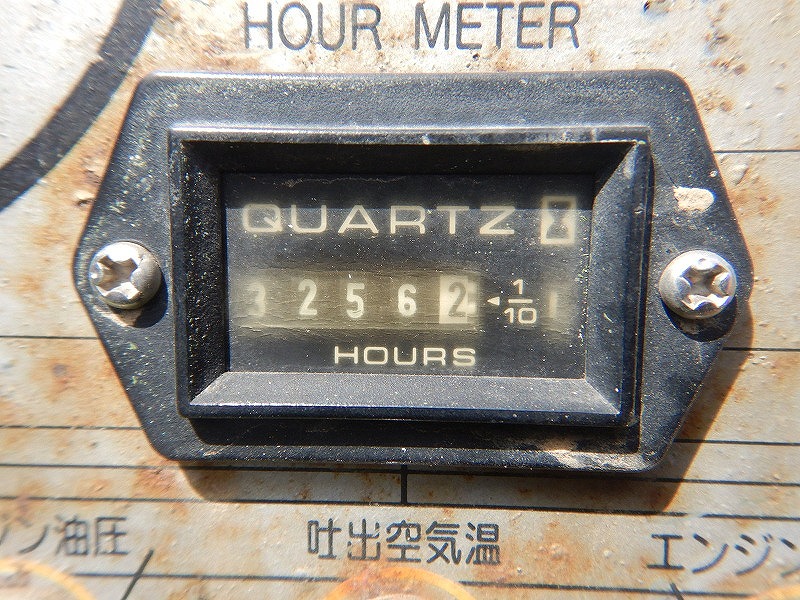 HOUR METER
QUARTZ
3 2 5 6 2 ◂ 1/10
HOURS
ン油圧 吐出空気温 エンジン